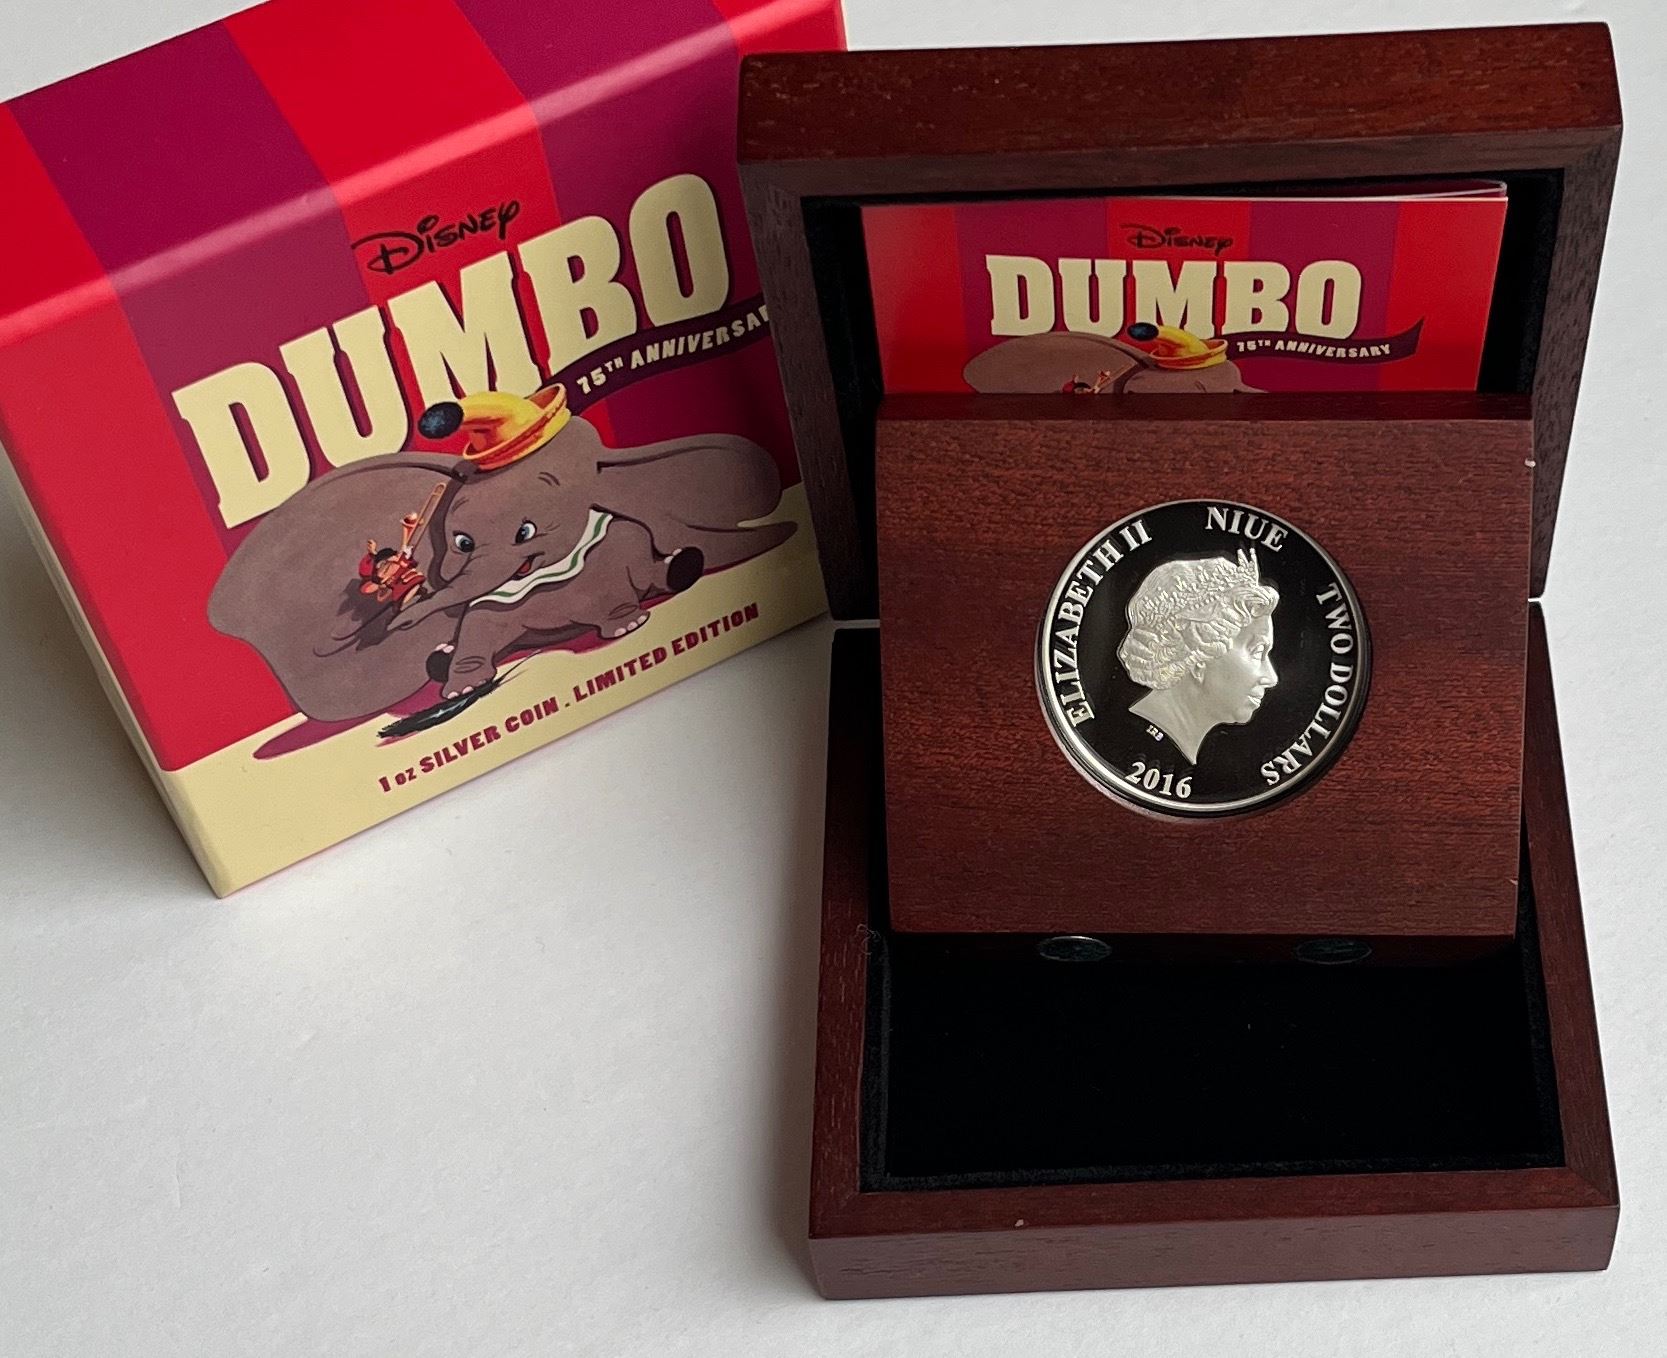 Disney
DUMBO
75TH ANNIVERSAR
1 oz SILVER COIN . LIMITED EDITION
Disney
DUMBO
75TH ANNIVERSARY
ELIZABETH II NIUE TWO DOLLARS
IRB
2016